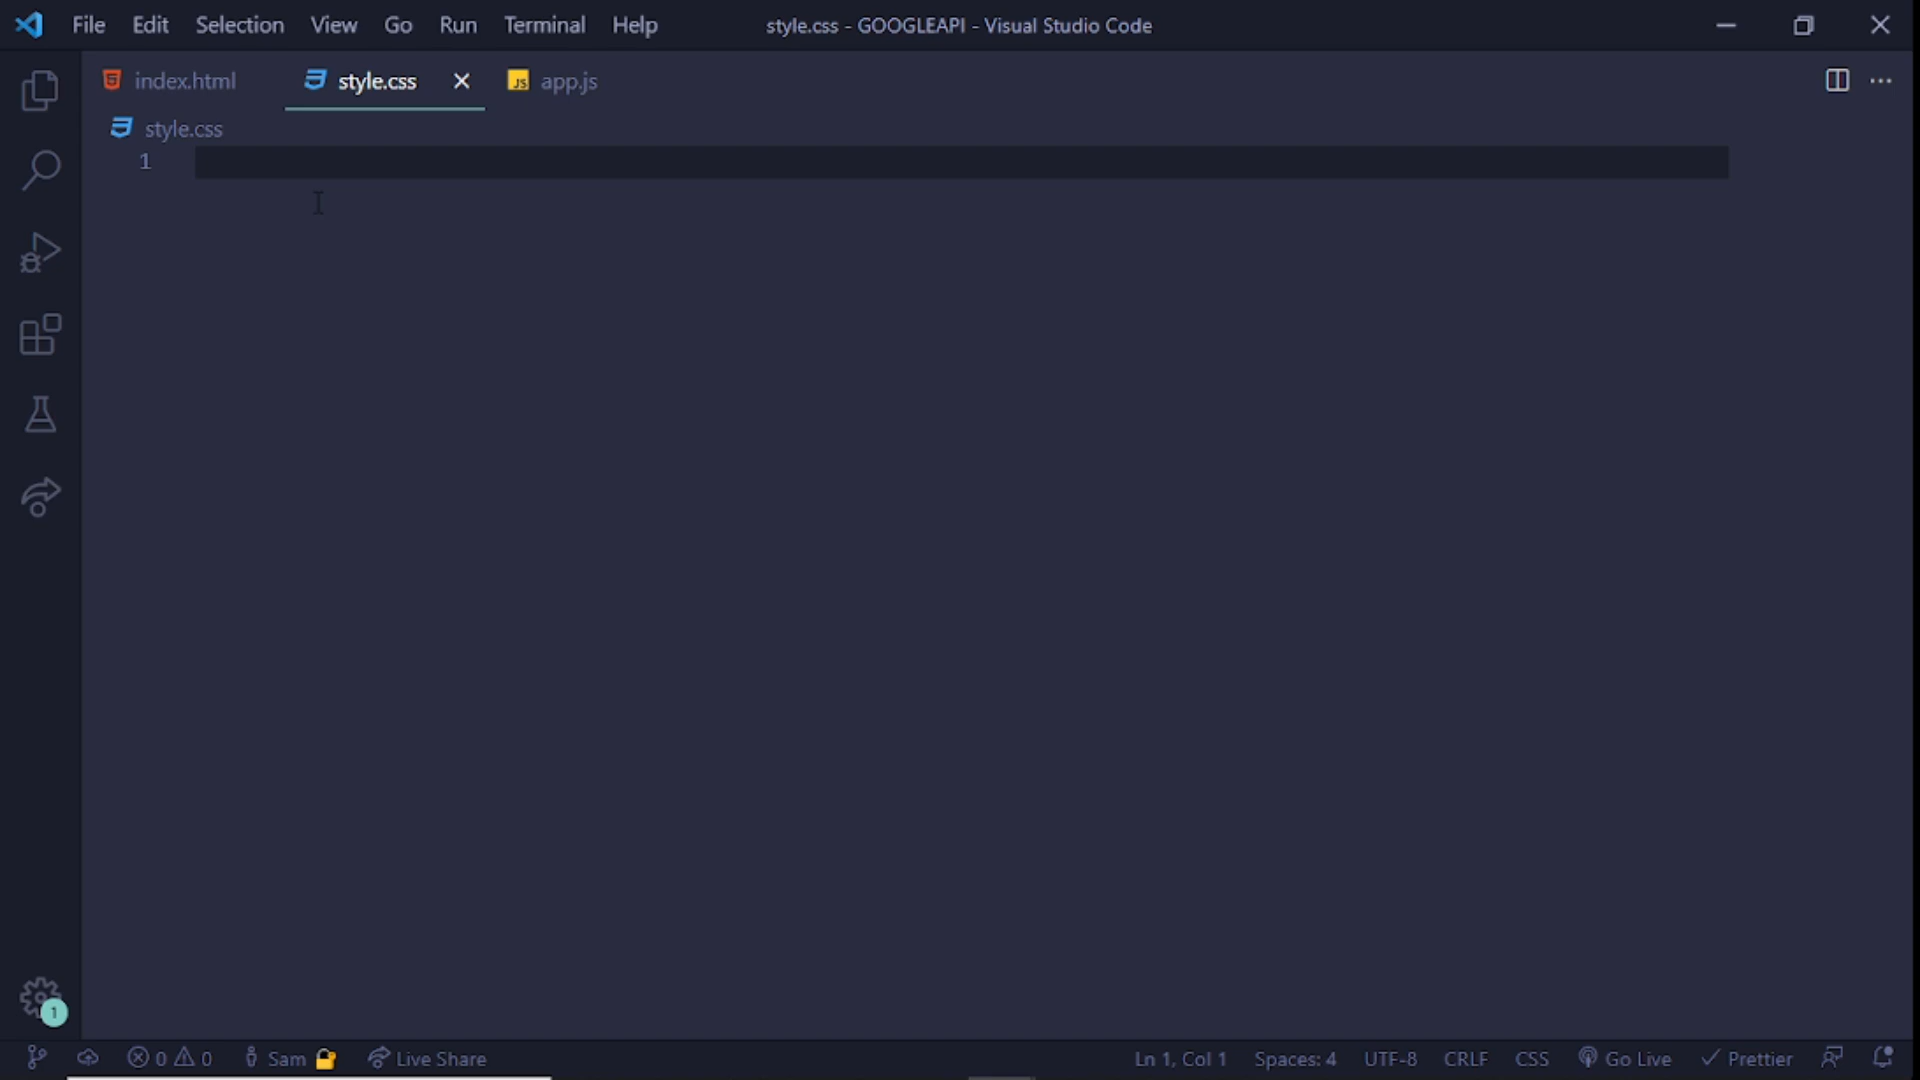 File Edit Selection View Go Run Terminal Help style.css - GOOGLEAPI - Visual Studio Code
index.html style.css app.js
style.css
1
1
0 0 Sam Live Share Ln 1, Col 1 Spaces: 4 UTF-8 CRLF CSS Go Live Prettier